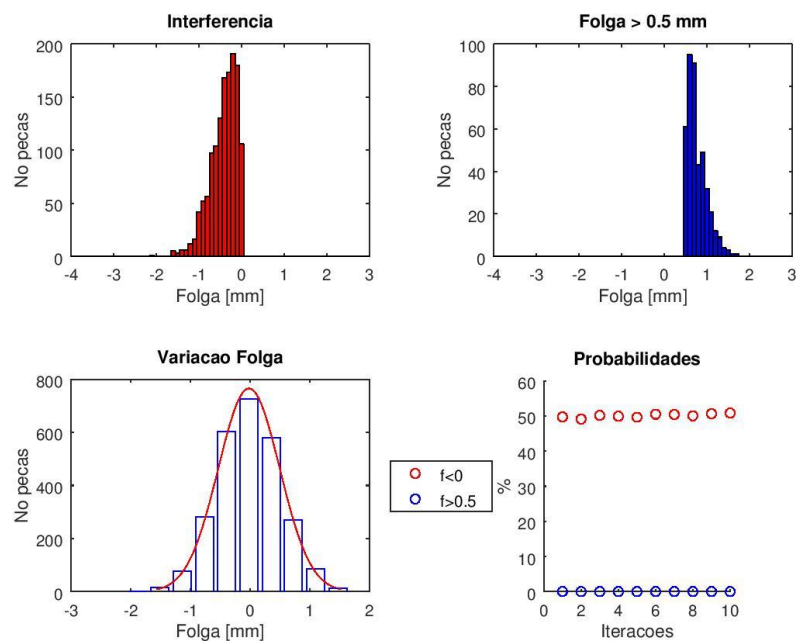 Interferencia
No pecas
200
150
100
50
0
-4 -3 -2 -1 0 1 2 3
Folga [mm]
Folga > 0.5 mm
No pecas
100
80
60
40
20
0
-4 -3 -2 -1 0 1 2 3
Folga [mm]
Variacao Folga
No pecas
800
600
400
200
0
-3 -2 -1 0 1 2
Folga [mm]
f<0
f>0.5
Probabilidades
%
60
50
40
30
20
10
0
0 2 4 6 8 10
Iteracoes